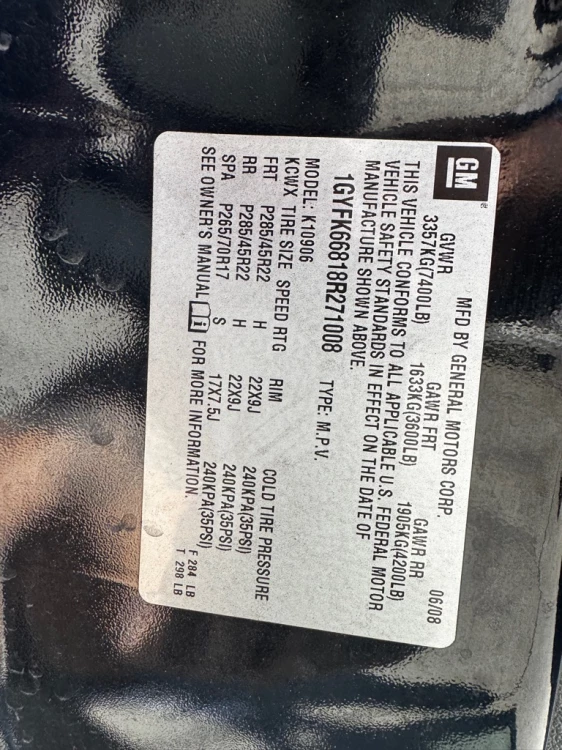 GM
MFD BY GENERAL MOTORS CORP. 06/08
GVWR GAWR FRT GAWR RR
3357KG(7400LB) 1633KG(3600LB) 1905KG(4200LB)
THIS VEHICLE CONFORMS TO ALL APPLICABLE U.S. FEDERAL MOTOR
VEHICLE SAFETY STANDARDS IN EFFECT ON THE DATE OF
MANUFACTURE SHOWN ABOVE.
1GYFK66818R271008 TYPE: M.P.V.
MODEL: K10906
KCWX TIRE SIZE SPEED RTG RIM COLD TIRE PRESSURE
FRT P285/45R22 H 22X9J 240KPA(35PSI)
RR P285/45R22 H 22X9J 240KPA(35PSI)
SPA P265/70R17 S 17X7.5J 240KPA(35PSI)
SEE OWNER'S MANUAL FOR MORE INFORMATION.
F 284 LB
T 298 LB